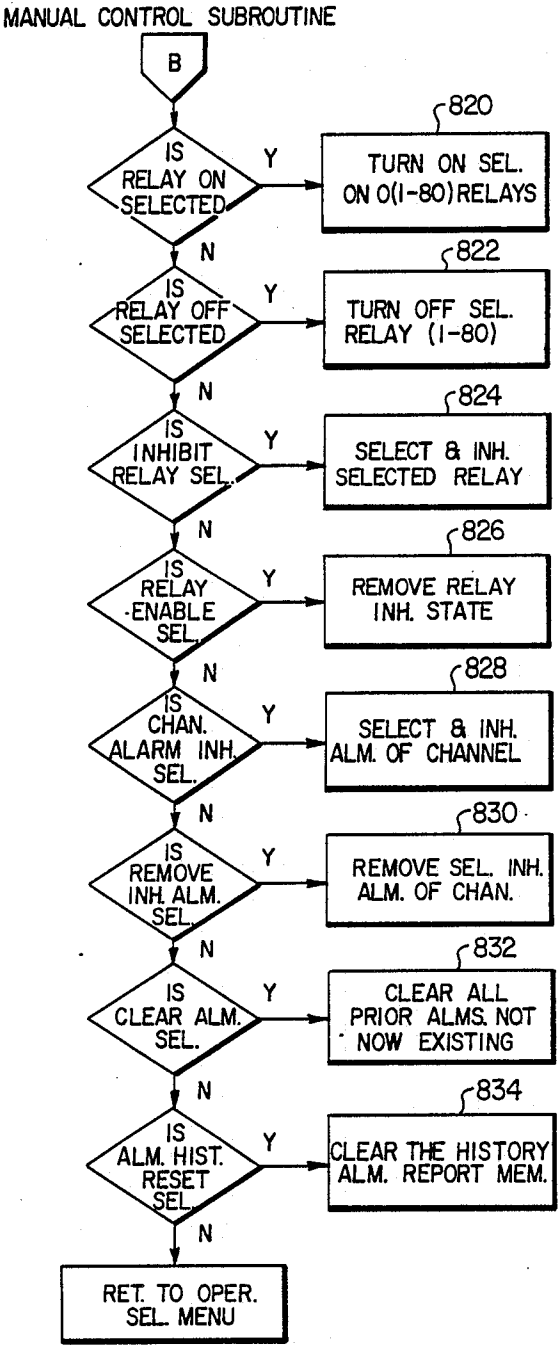 MANUAL CONTROL SUBROUTINE
B
IS
RELAY ON
SELECTED
Y
N
820
TURN ON SEL.
ON O(1-80) RELAYS
IS
RELAY OFF
SELECTED
Y
N
822
TURN OFF SEL.
RELAY (1-80)
IS
INHIBIT
RELAY SEL.
Y
N
824
SELECT & INH.
SELECTED RELAY
IS
RELAY
ENABLE
SEL.
Y
N
826
REMOVE RELAY
INH. STATE
IS
CHAN.
ALARM INH.
SEL.
Y
N
828
SELECT & INH.
ALM. OF CHANNEL
IS
REMOVE
INH. ALM.
SEL.
Y
N
830
REMOVE SEL. INH.
ALM. OF CHAN.
IS
CLEAR ALM.
SEL.
Y
N
832
CLEAR ALL
PRIOR ALMS. NOT
NOW EXISTING
IS
ALM. HIST.
RESET
SEL.
Y
N
834
CLEAR THE HISTORY
ALM. REPORT MEM.
RET. TO OPER.
SEL. MENU